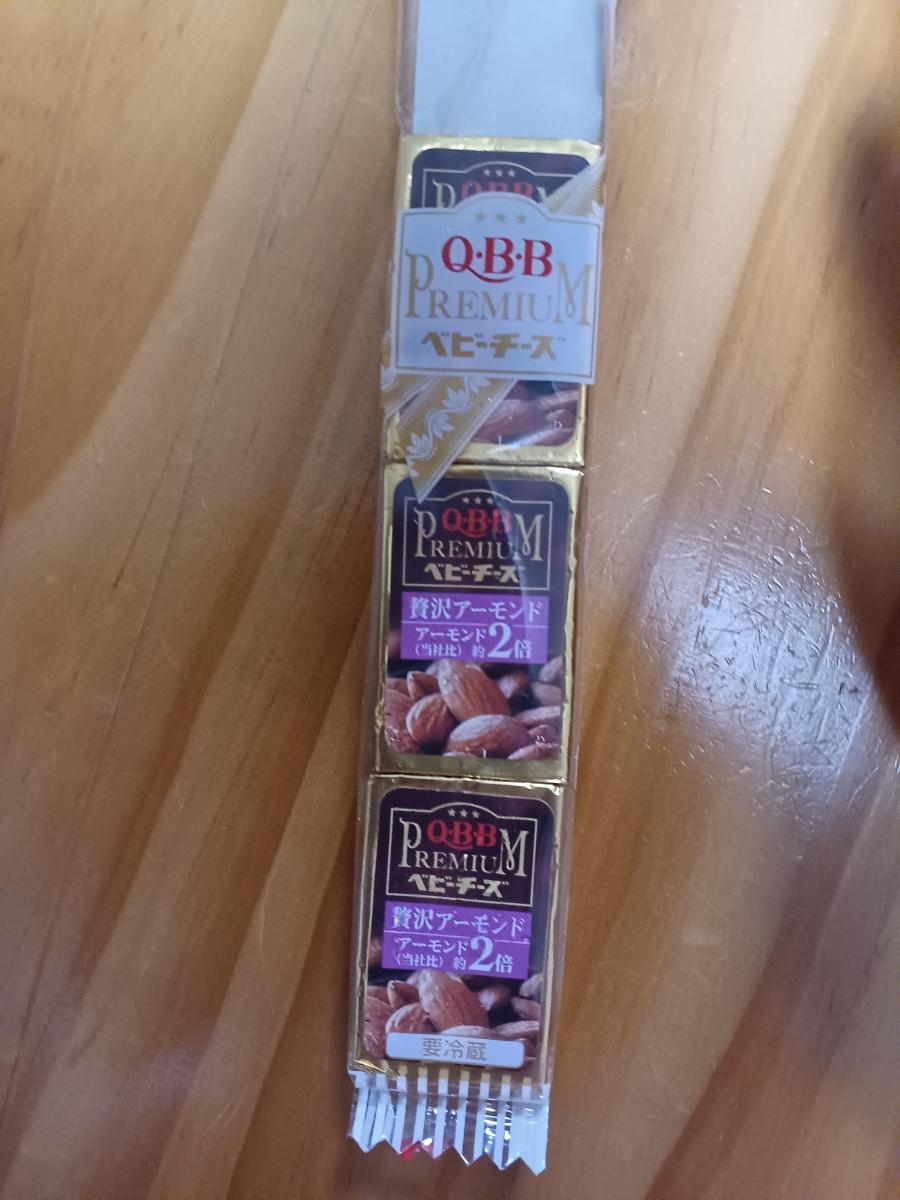 Q·B·B
PREMIUM
ベビーチーズ
Q·B·B
PREMIUM
ベビーチーズ
贅沢アーモンド
アーモンド
(当社比) 約2倍
Q·B·B
PREMIUM
ベビーチーズ
贅沢アーモンド
アーモンド
(当社比) 約2倍
要冷蔵